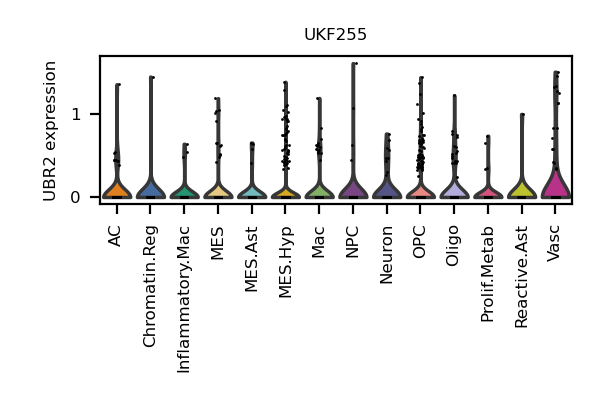 UKF255
UBR2 expression
1
0
AC
Chromatin.Reg
Inflammatory.Mac
MES
MES.Ast
MES.Hyp
Mac
NPC
Neuron
OPC
Oligo
Prolif.Metab
Reactive.Ast
Vasc